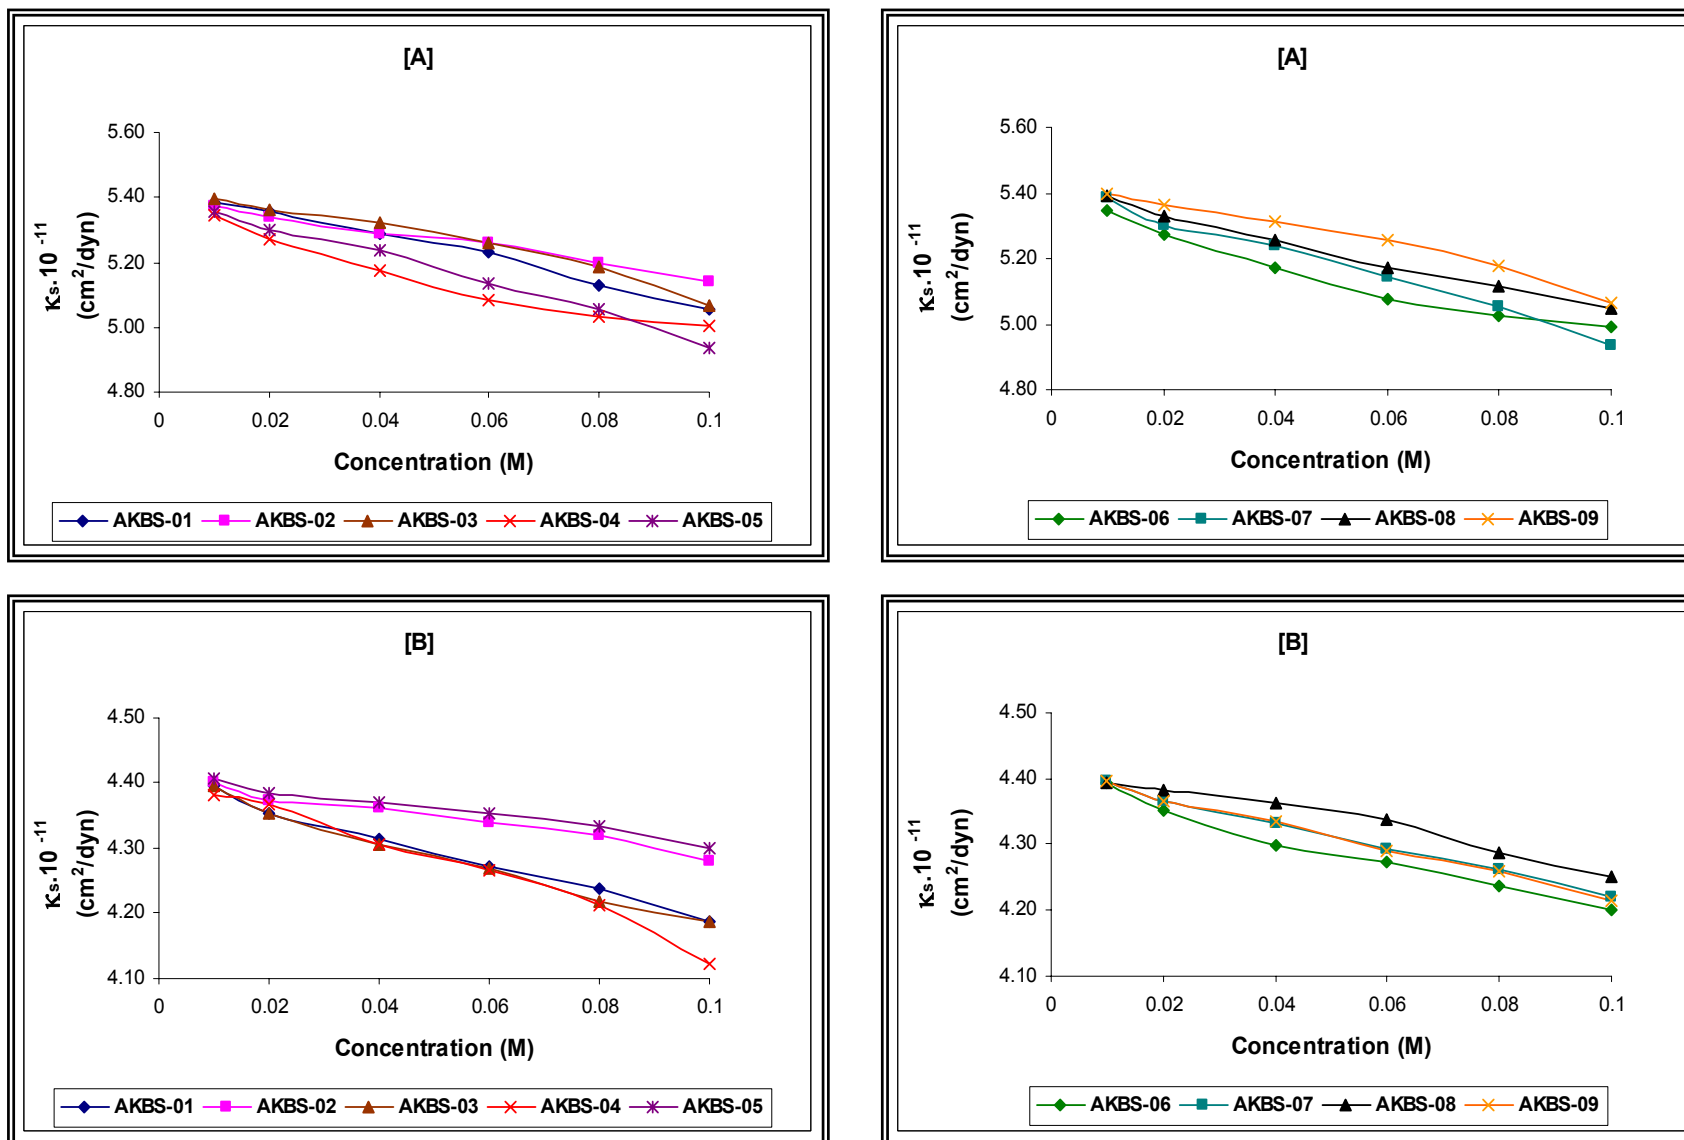 [A]
κs.10 -11
(cm2/dyn)
5.60
5.40
5.20
5.00
4.80
0 0.02 0.04 0.06 0.08 0.1
Concentration (M)
AKBS-01 AKBS-02 AKBS-03 AKBS-04 AKBS-05
[A]
κs.10 -11
(cm2/dyn)
5.60
5.40
5.20
5.00
4.80
0 0.02 0.04 0.06 0.08 0.1
Concentration (M)
AKBS-06 AKBS-07 AKBS-08 AKBS-09
[B]
κs.10 -11
(cm2/dyn)
4.50
4.40
4.30
4.20
4.10
0 0.02 0.04 0.06 0.08 0.1
Concentration (M)
AKBS-01 AKBS-02 AKBS-03 AKBS-04 AKBS-05
[B]
κs.10 -11
(cm2/dyn)
4.50
4.40
4.30
4.20
4.10
0 0.02 0.04 0.06 0.08 0.1
Concentration (M)
AKBS-06 AKBS-07 AKBS-08 AKBS-09